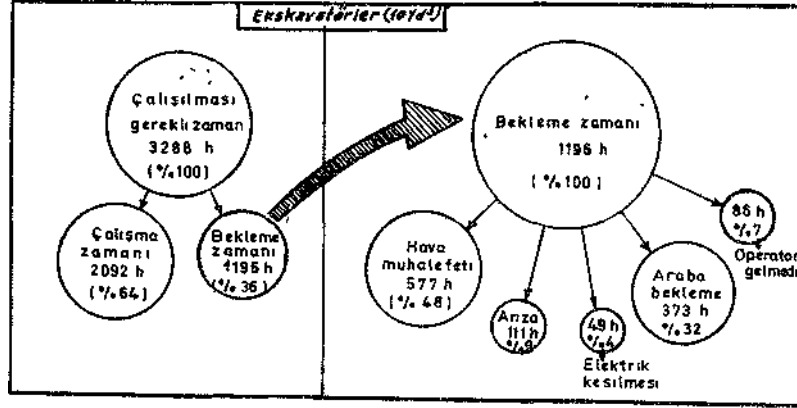 Ekskavatörler (10yd³)
Çalışılması
gerekli zaman
3288 h
(%100)
Çalışma
zamanı
2092 h
(%64)
Bekleme
zamanı
1196 h
(%36)
Bekleme zamanı
1196 h
(%100)
Hava
muhalefeti
577 h
(%48)
Arıza
111 h
%9
49 h
%4
Elektrik
kesilmesi
Araba
bekleme
373 h
%32
86 h
%7
Operatör
gelmedi